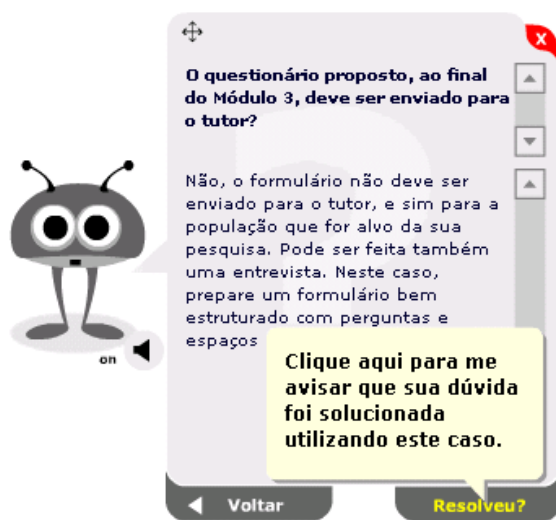 X
O questionário proposto, ao final
do Módulo 3, deve ser enviado para
o tutor?
Não, o formulário não deve ser
enviado para o tutor, e sim para a
população que for alvo da sua
pesquisa. Pode ser feita também
uma entrevista. Neste caso,
prepare um formulário bem
estruturado com perguntas e
espaços
on
Clique aqui para me
avisar que sua dúvida
foi solucionada
utilizando este caso.
Voltar
Resolveu?